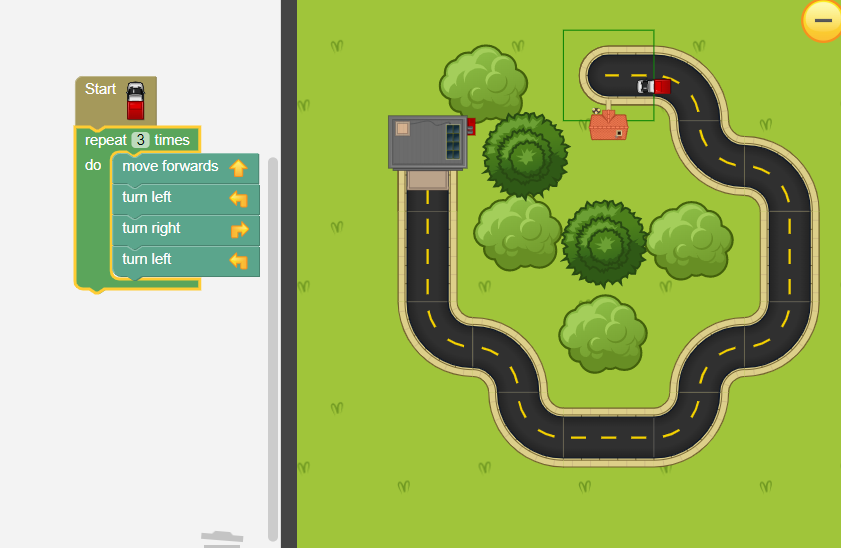 Start
repeat 3 times
do move forwards
turn left
turn right
turn left